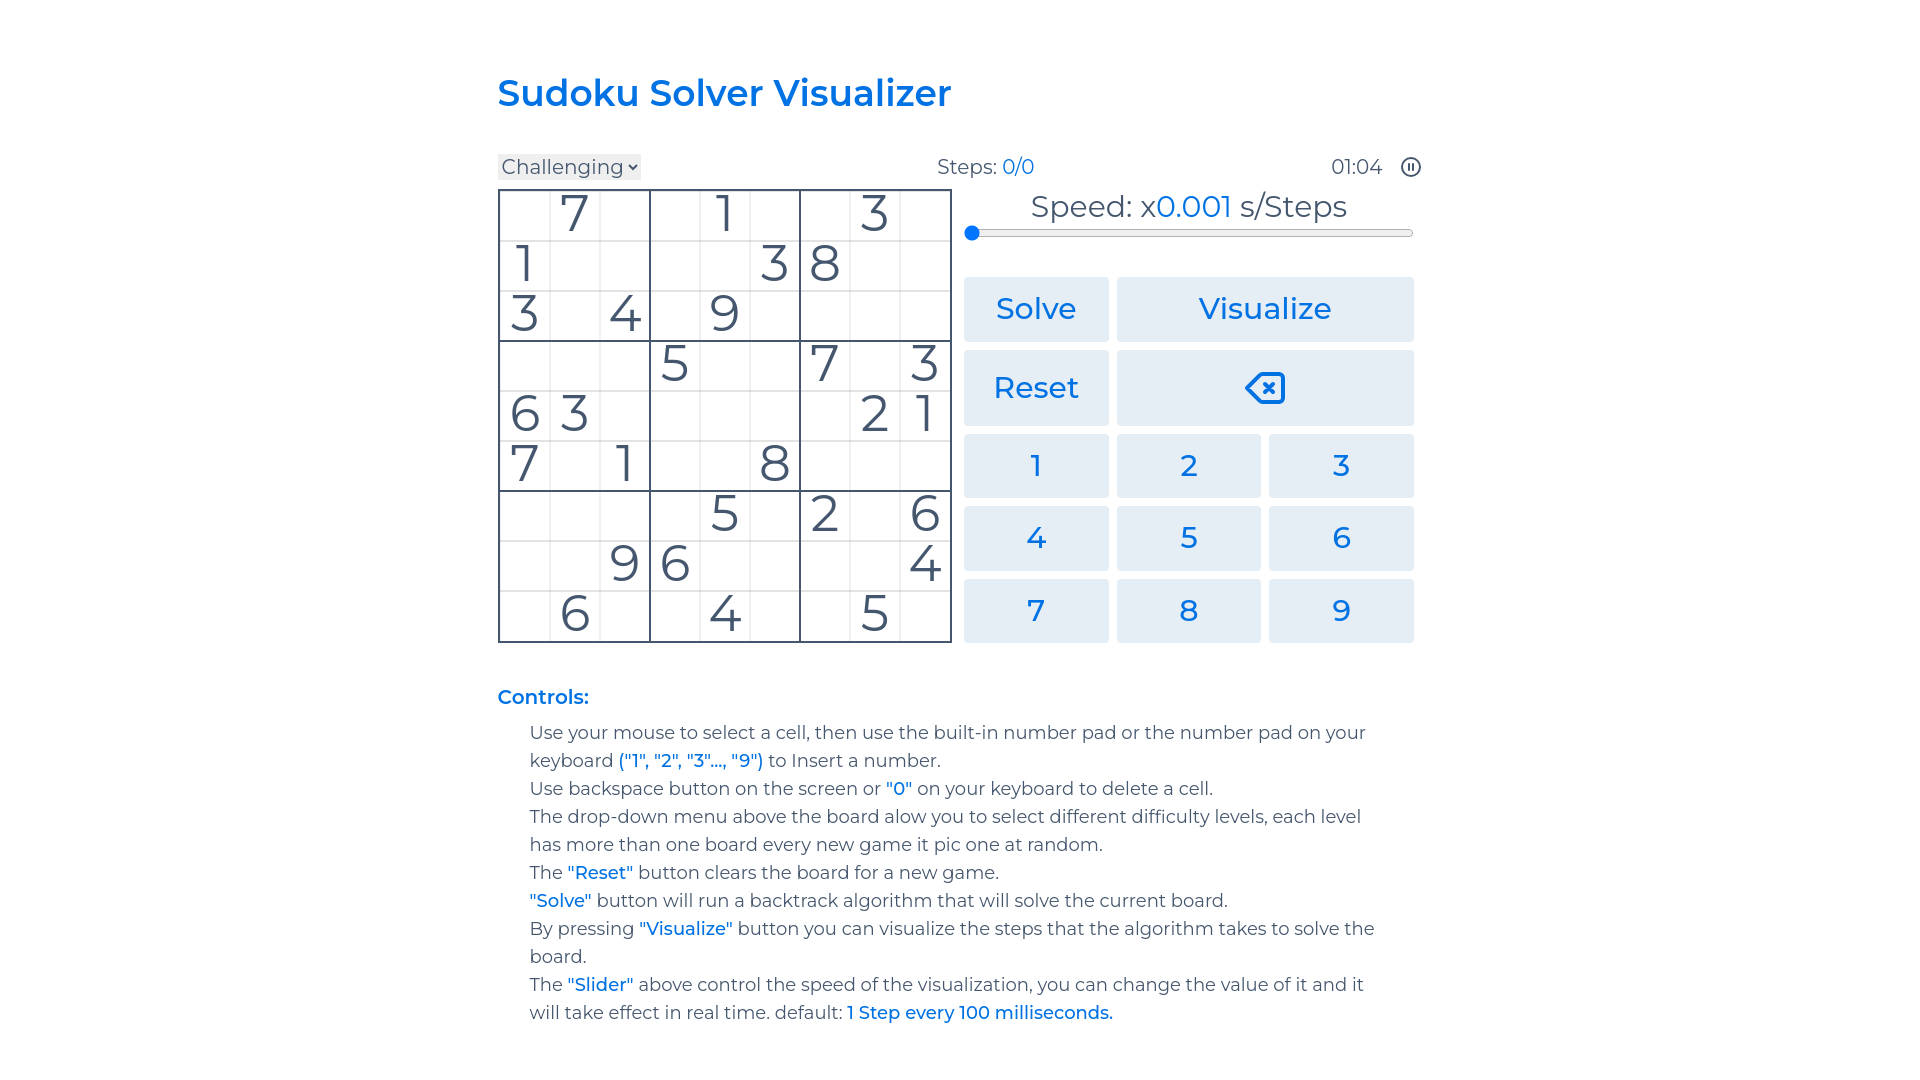 Sudoku Solver Visualizer
Challenging
Steps: 0/0
01:04
7 1 3
1 3 8
3 4 9
5 7 3
6 3 2 1
7 1 8
5 2 6
9 6 4
6 4 5
Speed: x0.001 s/Steps
Solve Visualize
Reset
1 2 3
4 5 6
7 8 9
Controls:
Use your mouse to select a cell, then use the built-in number pad or the number pad on your
keyboard ("1", "2", "3"..., "9") to Insert a number.
Use backspace button on the screen or "0" on your keyboard to delete a cell.
The drop-down menu above the board alow you to select different difficulty levels, each level
has more than one board every new game it pic one at random.
The "Reset" button clears the board for a new game.
"Solve" button will run a backtrack algorithm that will solve the current board.
By pressing "Visualize" button you can visualize the steps that the algorithm takes to solve the
board.
The "Slider" above control the speed of the visualization, you can change the value of it and it
will take effect in real time. default: 1 Step every 100 milliseconds.